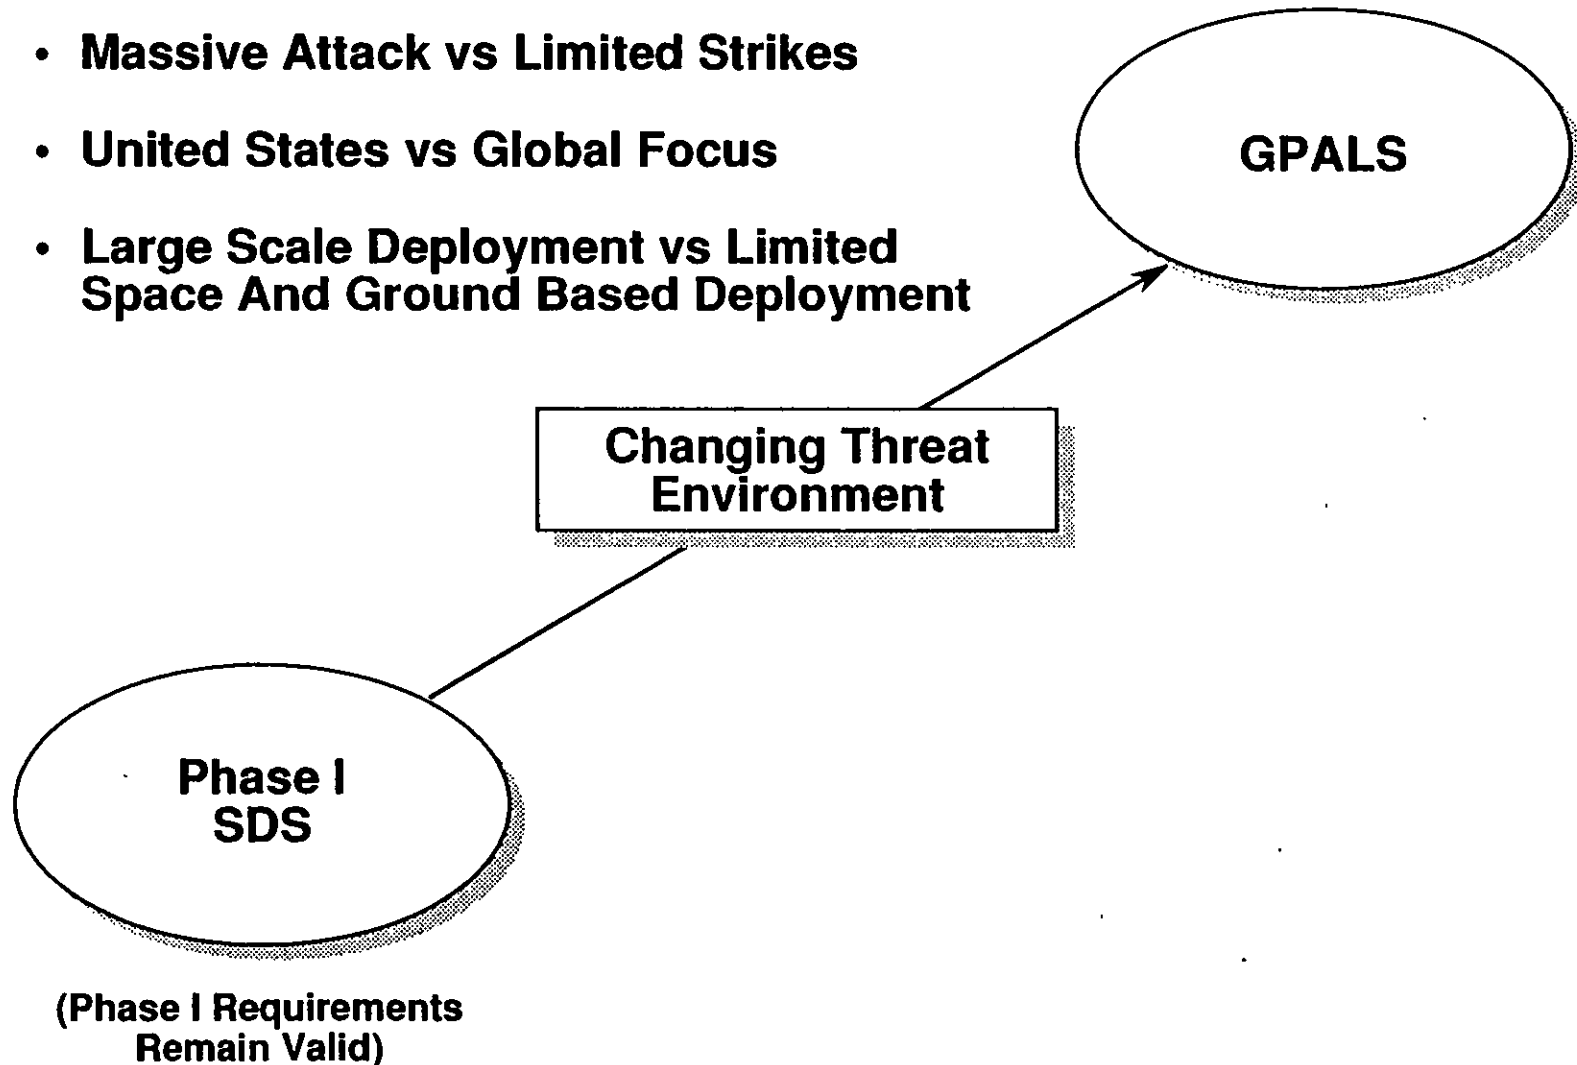 • Massive Attack vs Limited Strikes
• United States vs Global Focus
• Large Scale Deployment vs Limited
Space And Ground Based Deployment
GPALS
Changing Threat
Environment
Phase I
SDS
(Phase I Requirements
Remain Valid)